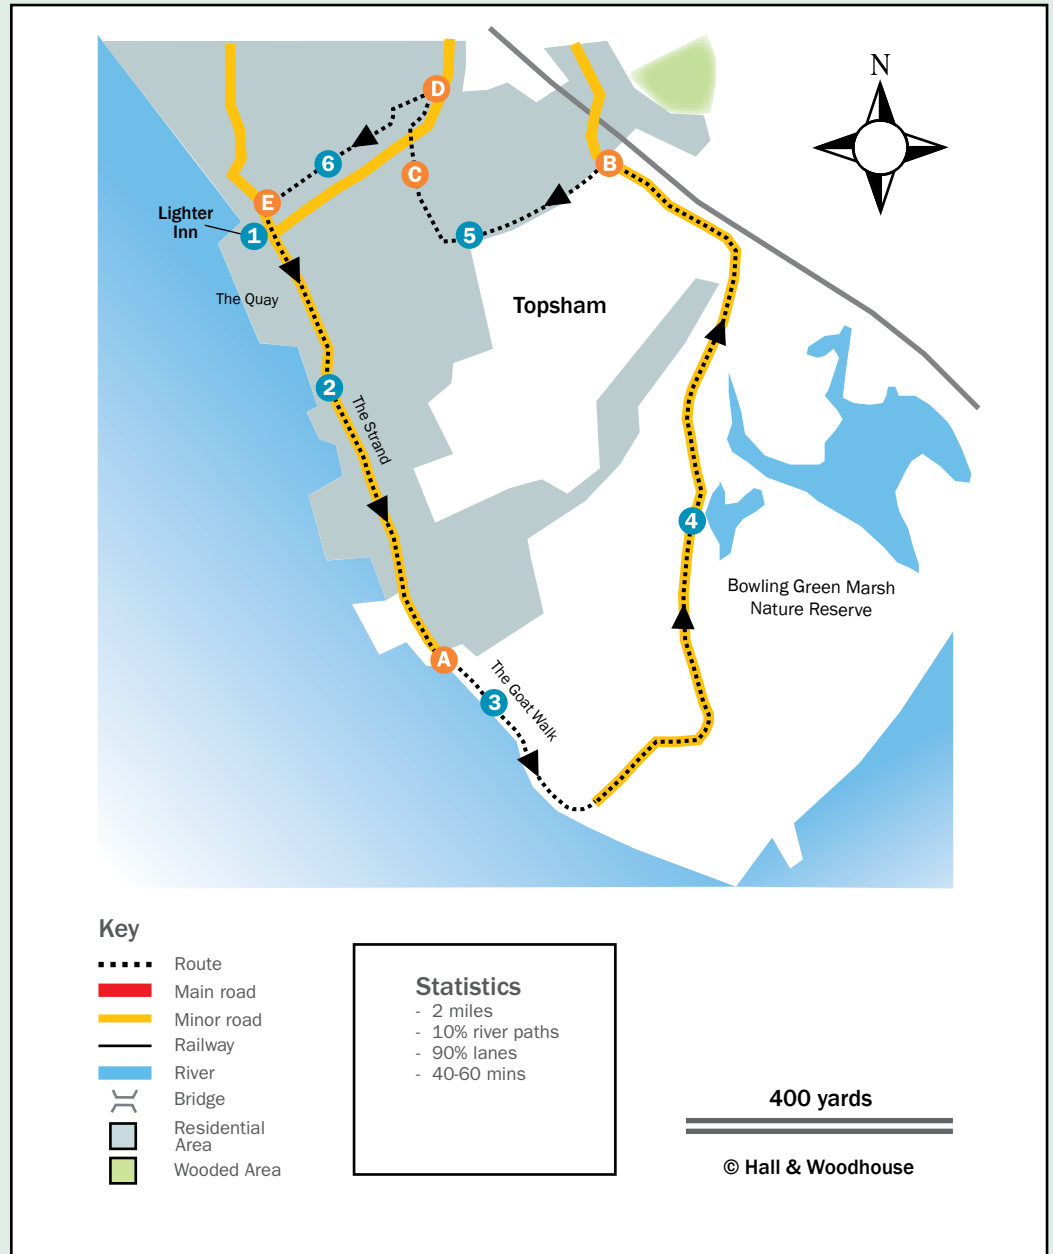 N
D
6
C
B
E
Lighter
Inn
1
5
The Quay
Topsham
2
The Strand
4
Bowling Green Marsh
Nature Reserve
A
The Goat Walk
3
Key
Route
Main road
Minor road
Railway
River
Bridge
Residential
Area
Wooded Area
Statistics
- 2 miles
- 10% river paths
- 90% lanes
- 40-60 mins
400 yards
© Hall & Woodhouse